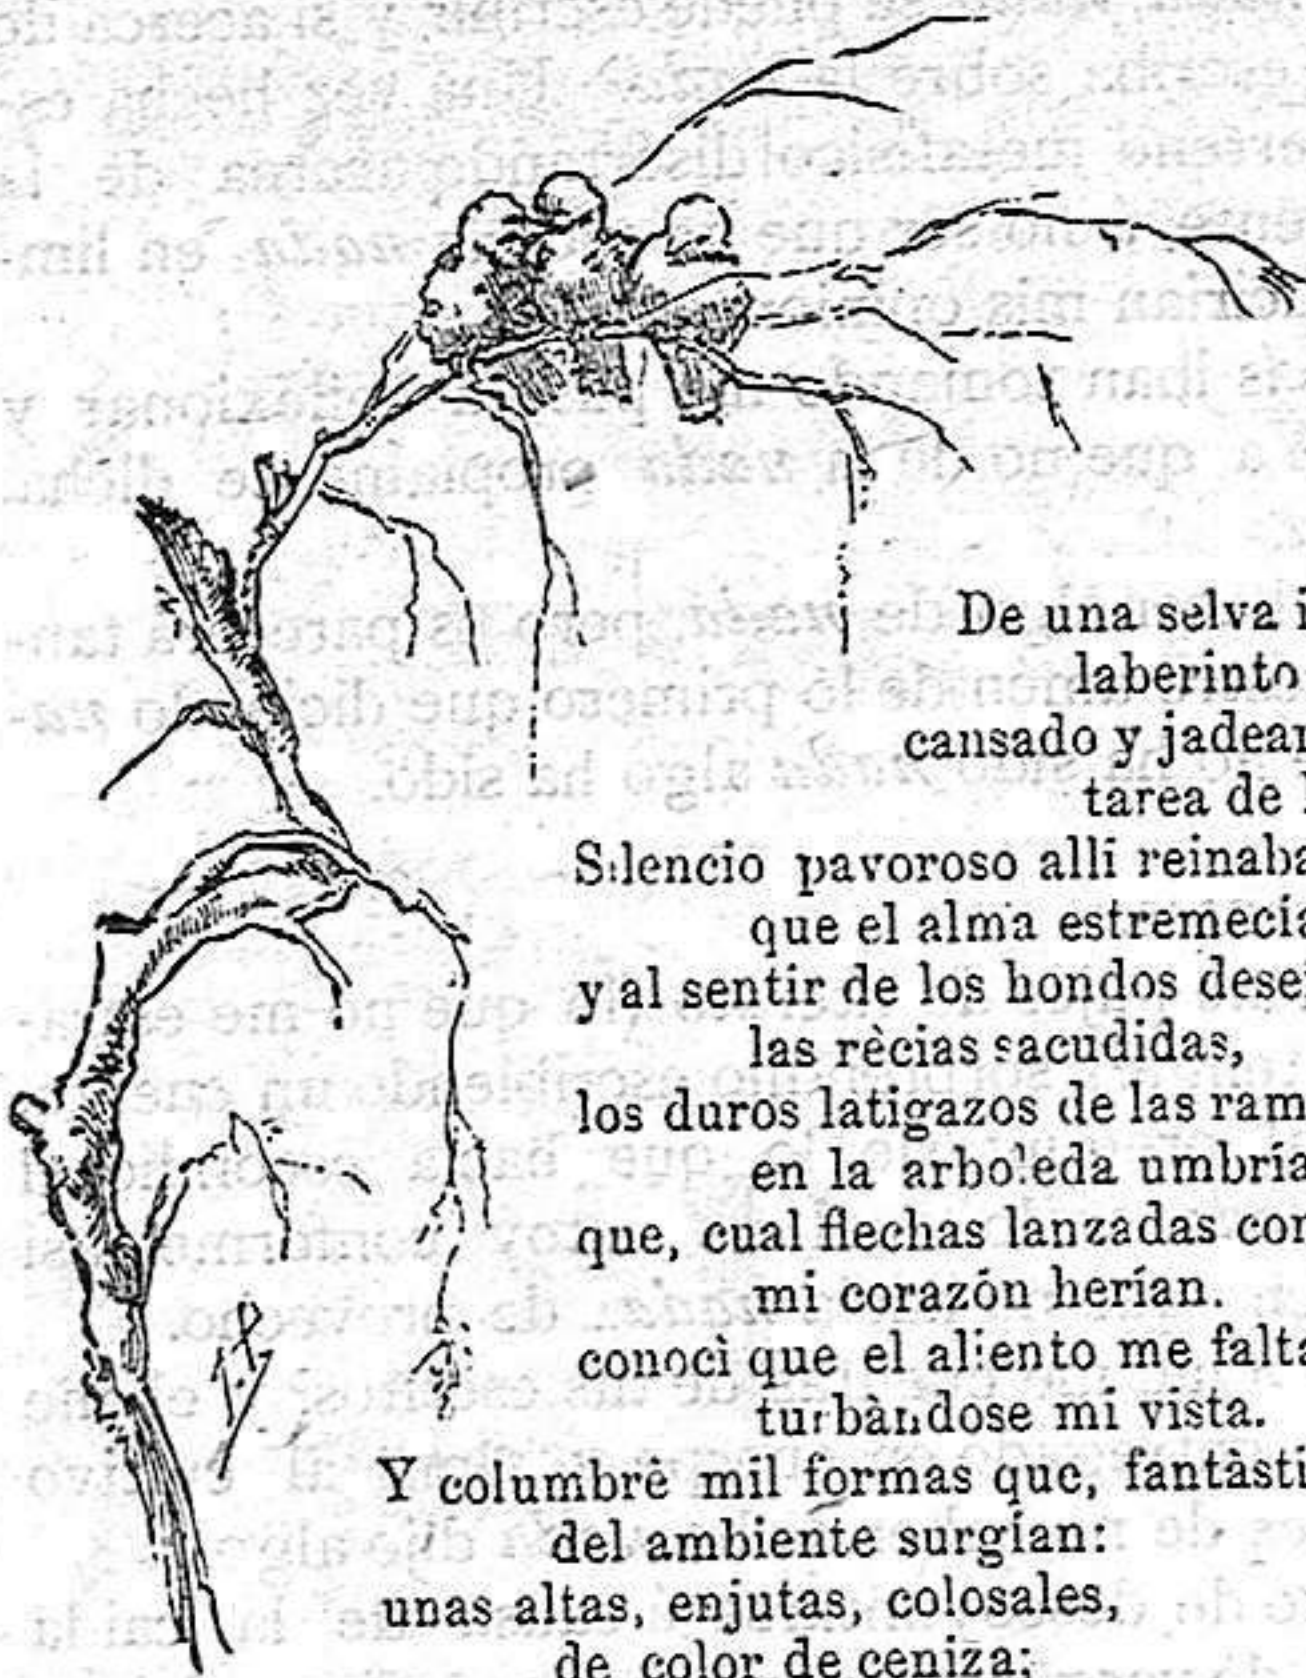 De una selva i
laberinto
cansado y jadear
tarea de
Silencio pavoroso alli reinaba
que el alma estremecía
y al sentir de los hondos dese
las rècias sacudidas,
los duros latigazos de las ram
en la arboleda umbría
que, cual flechas lanzadas con
mi corazón herían.
conocì que el aliento me falta
turbàndose mi vista.
Y columbrè mil formas que, fantàsti
del ambiente surgían:
unas altas, enjutas, colosales,
de color de ceniza;